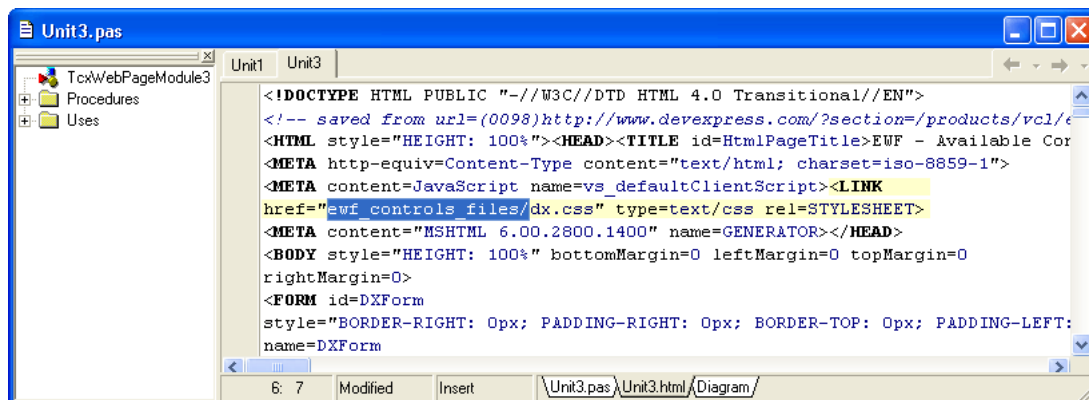 Unit3.pas
TcxWebPageModule3
Procedures
Uses
Unit1 Unit3
<!DOCTYPE HTML PUBLIC "-//W3C//DTD HTML 4.0 Transitional//EN">
<!-- saved from url=(0098)http://www.devexpress.com/?section=/products/vcl/e
<HTML style="HEIGHT: 100%"><HEAD><TITLE id=HtmlPageTitle>EWF - Available Con
<META http-equiv=Content-Type content="text/html; charset=iso-8859-1">
<META content=JavaScript name=vs_defaultClientScript><LINK
href="ewf_controls_files/dx.css" type=text/css rel=STYLESHEET>
<META content="MSHTML 6.00.2800.1400" name=GENERATOR></HEAD>
<BODY style="HEIGHT: 100%" bottomMargin=0 leftMargin=0 topMargin=0
rightMargin=0>
<FORM id=DXForm
style="BORDER-RIGHT: 0px; PADDING-RIGHT: 0px; BORDER-TOP: 0px; PADDING-LEFT:
name=DXForm
6: 7 Modified Insert Unit3.pas Unit3.html Diagram